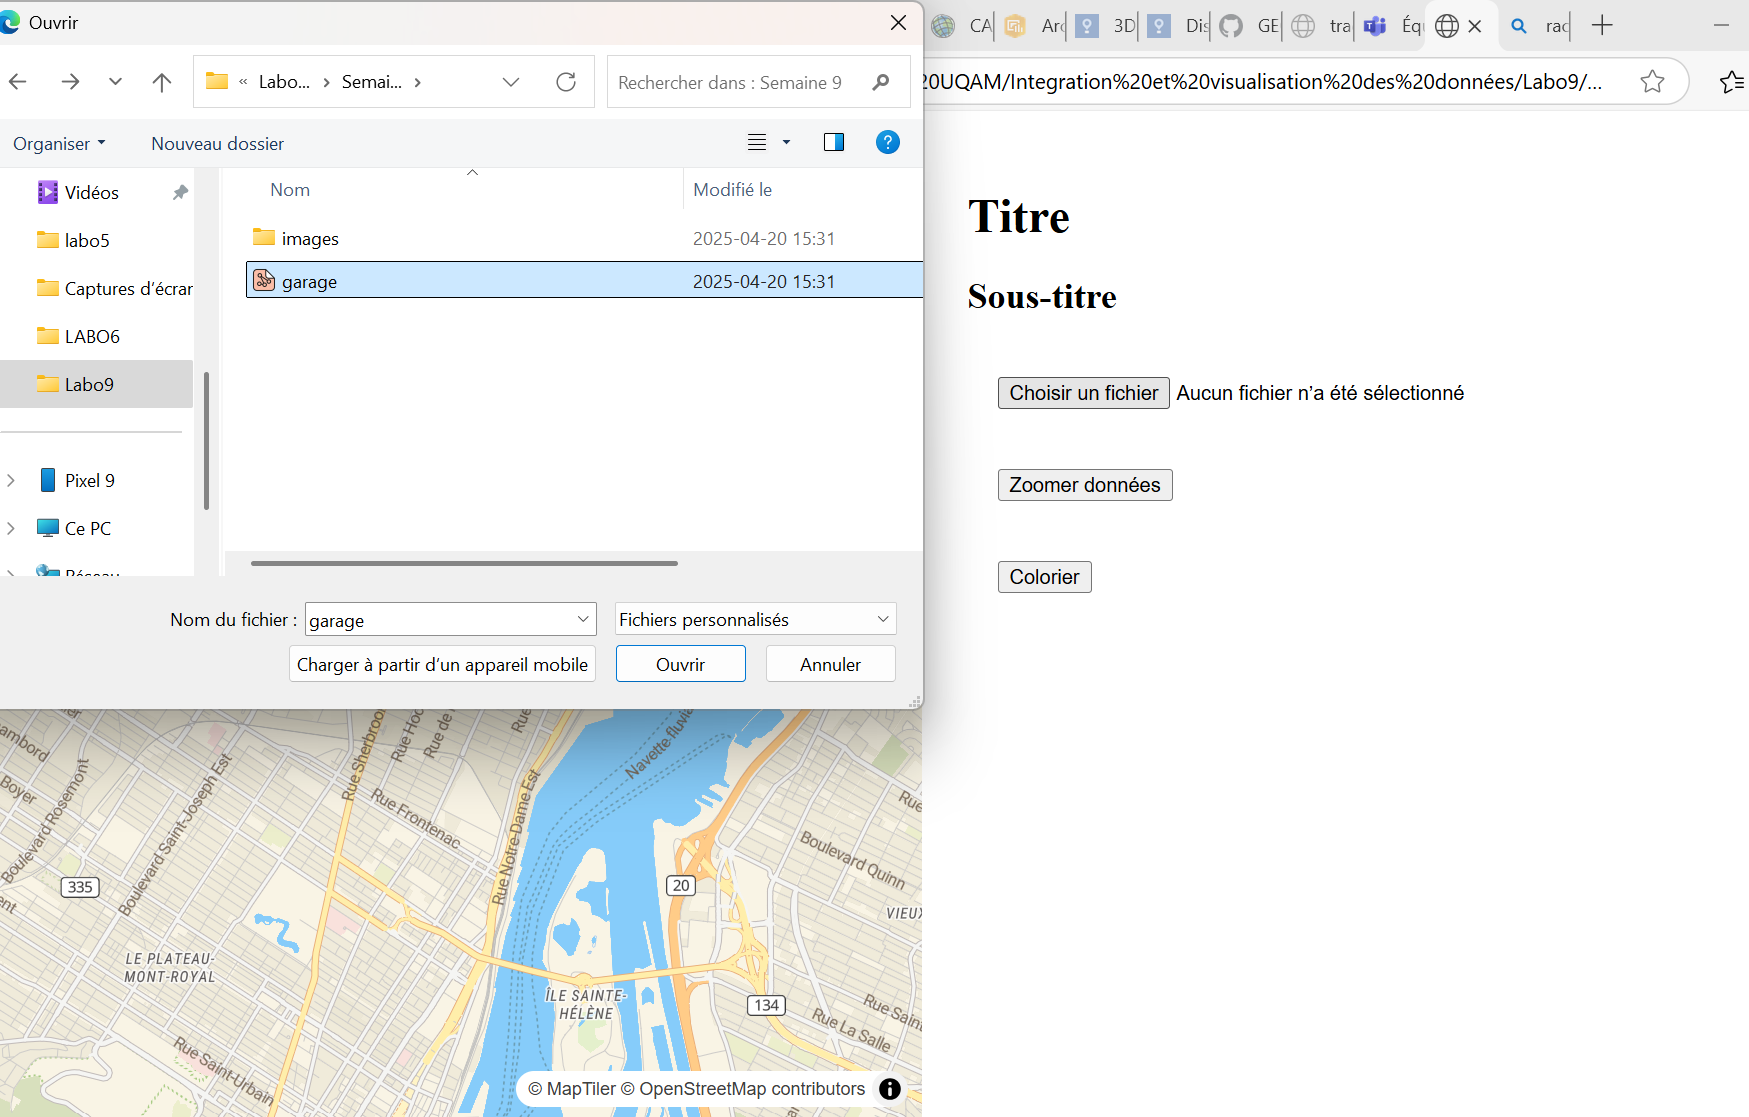 Ouvrir
CA
Arc
3D
Dis
GE
tra
Équ
rac
« Labo... › Semai... ›
Rechercher dans : Semaine 9
20UQAM/Integration%20et%20visualisation%20des%20données/Labo9/...
Organiser
Nouveau dossier
Vidéos
labo5
Captures d’écran
LABO6
Labo9
Pixel 9
Ce PC
Réseau
Nom
Modifié le
images
2025-04-20 15:31
garage
2025-04-20 15:31
Nom du fichier :
garage
Fichiers personnalisés
Charger à partir d’un appareil mobile
Ouvrir
Annuler
Titre
Sous-titre
Choisir un fichier Aucun fichier n’a été sélectionné
Zoomer données
Colorier
ambord
Rue Sherbrooke
Rue Hoc
Rue de
Rue
Navette fluvia
Boyer
Boulevard Rosemont
Boulevard Saint-Joseph Est
Rue Frontenac
Rue Notre-Dame Est
Rue
Boulevard Quinn
335
20
ent
VIEUX
LE PLATEAU-
MONT-ROYAL
ÎLE SAINTE-
HÉLÈNE
134
Rue Saint
Rue La Salle
Rue Saint-Urbain
© MapTiler © OpenStreetMap contributors